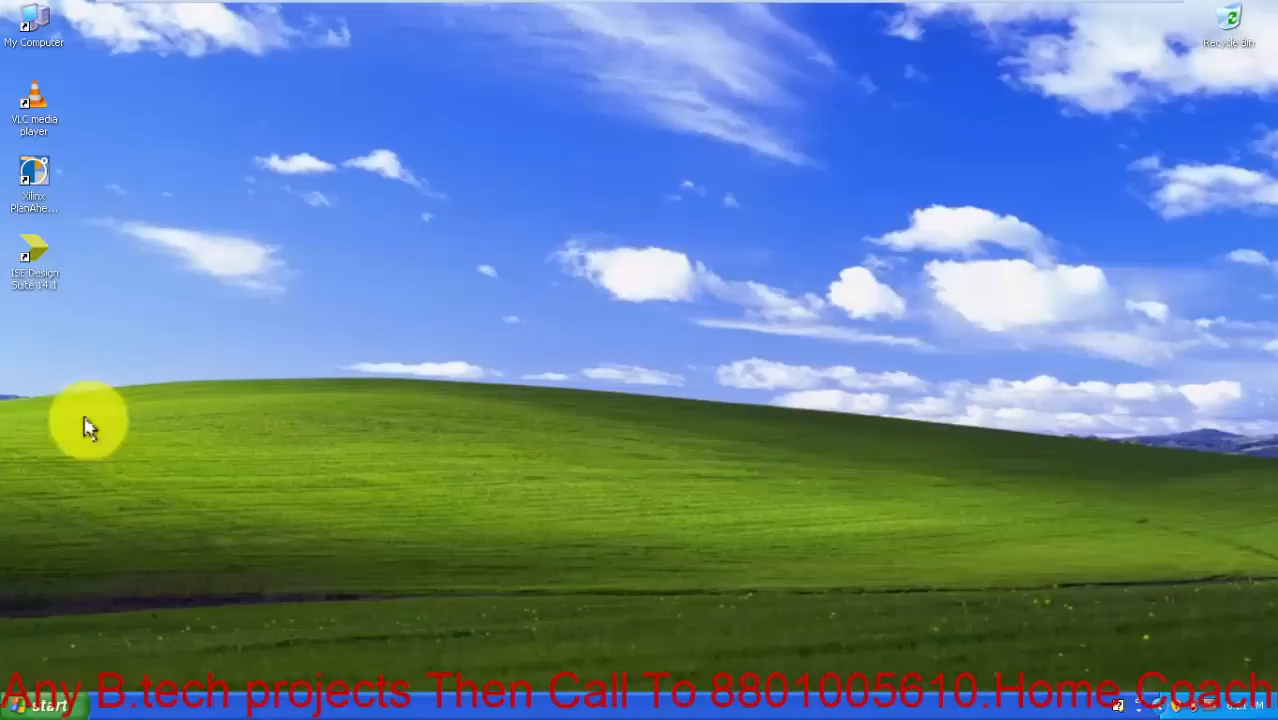 My Computer
Recycle Bin
VLC media
player
Xilinx
PlanAhe...
ISE Design
Suite 14.1
Any B.tech projects Then Call To 8801005610.Home Coach
start